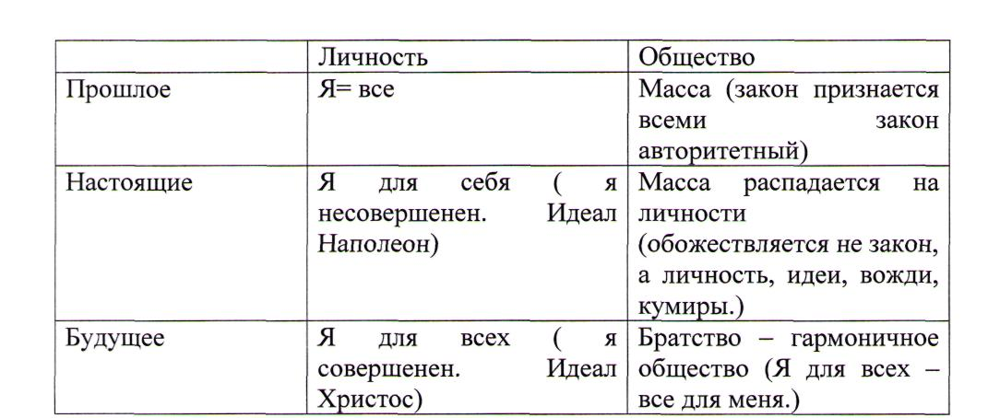 Личность Общество
Прошлое Я= все Масса (закон признается
всеми закон
авторитетный)
Настоящие Я для себя ( я Масса распадается на
несовершенен. Идеал личности
Наполеон) (обожествляется не закон,
а личность, идеи, вожди,
кумиры.)
Будущее Я для всех ( я Братство – гармоничное
совершенен. Идеал общество (Я для всех –
Христос) все для меня.)